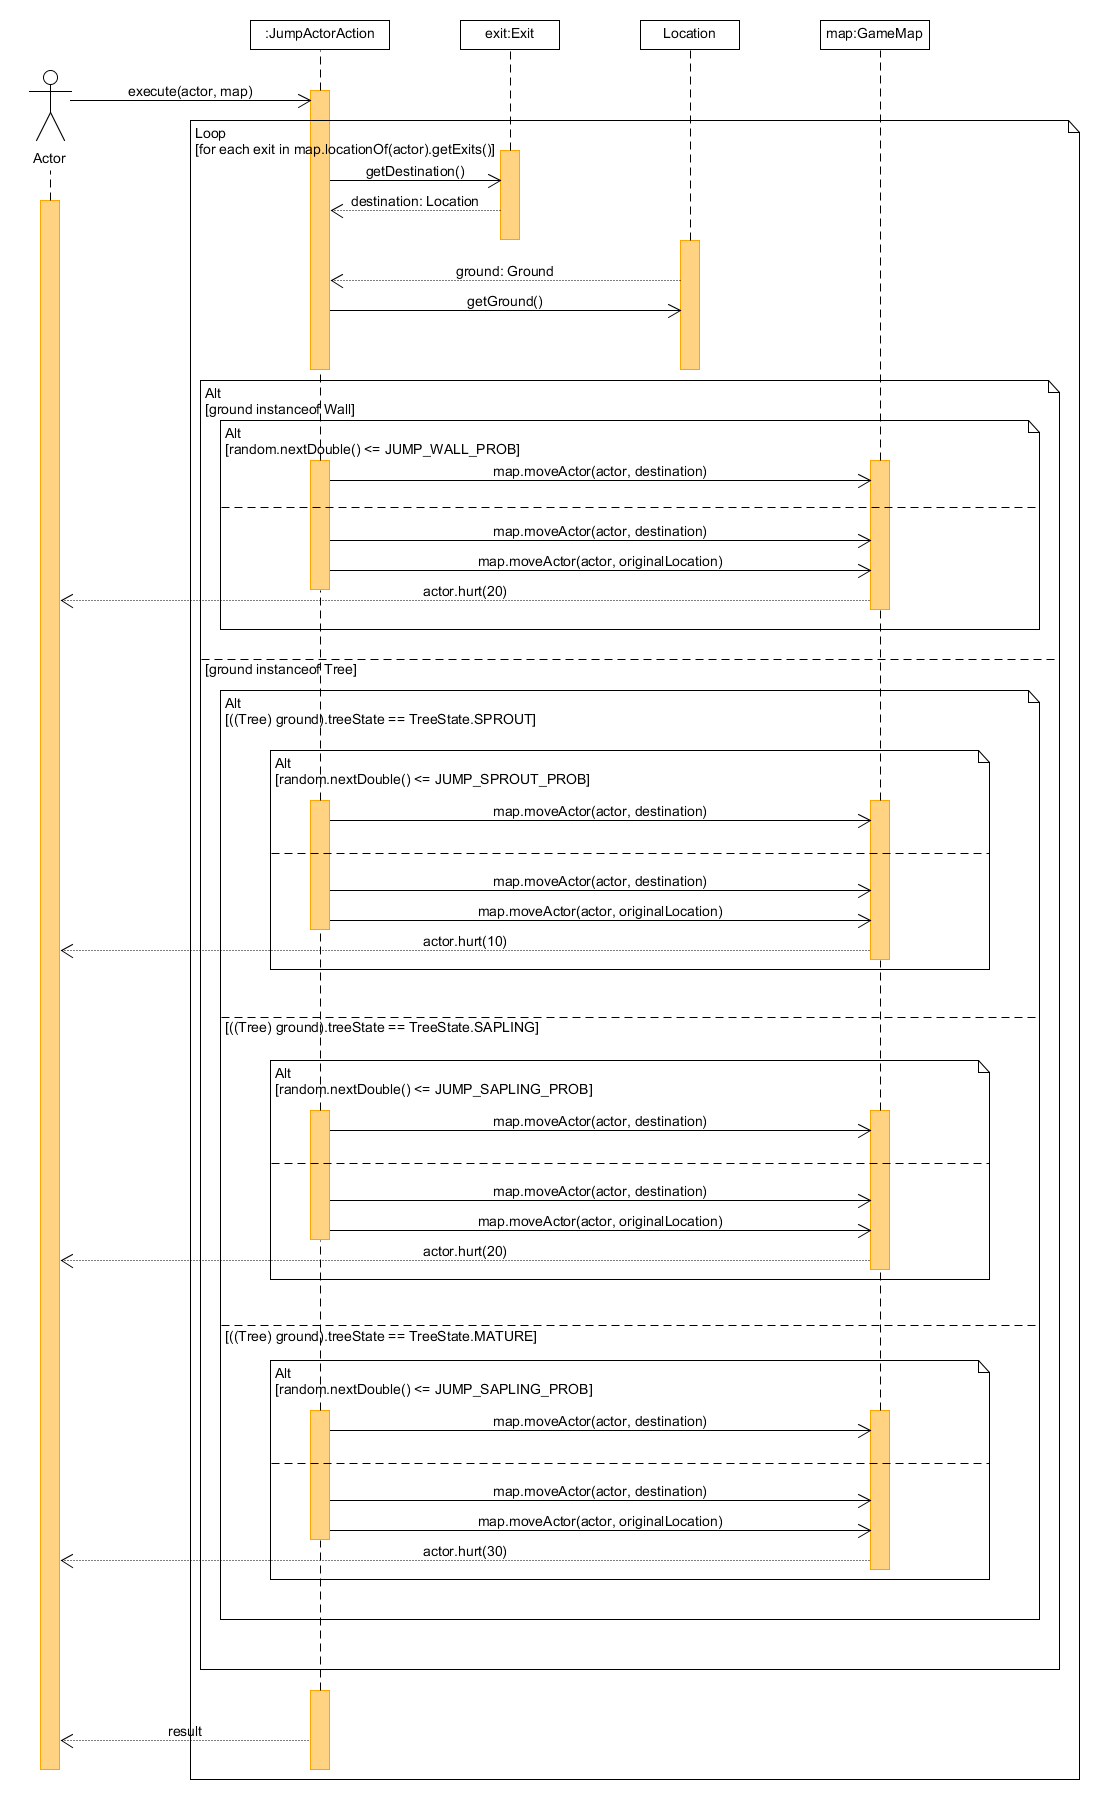 :JumpActorAction
exit:Exit
Location
map:GameMap
execute(actor, map)
Actor
Loop
[for each exit in map.locationOf(actor).getExits()]
getDestination()
destination: Location
ground: Ground
getGround()
Alt
[ground instanceof Wall]
Alt
[random.nextDouble() <= JUMP_WALL_PROB]
map.moveActor(actor, destination)
map.moveActor(actor, destination)
map.moveActor(actor, originalLocation)
actor.hurt(20)
[ground instanceof Tree]
Alt
[((Tree) ground).treeState == TreeState.SPROUT]
Alt
[random.nextDouble() <= JUMP_SPROUT_PROB]
map.moveActor(actor, destination)
map.moveActor(actor, destination)
map.moveActor(actor, originalLocation)
actor.hurt(10)
[((Tree) ground).treeState == TreeState.SAPLING]
Alt
[random.nextDouble() <= JUMP_SAPLING_PROB]
map.moveActor(actor, destination)
map.moveActor(actor, destination)
map.moveActor(actor, originalLocation)
actor.hurt(20)
[((Tree) ground).treeState == TreeState.MATURE]
Alt
[random.nextDouble() <= JUMP_SAPLING_PROB]
map.moveActor(actor, destination)
map.moveActor(actor, destination)
map.moveActor(actor, originalLocation)
actor.hurt(30)
result